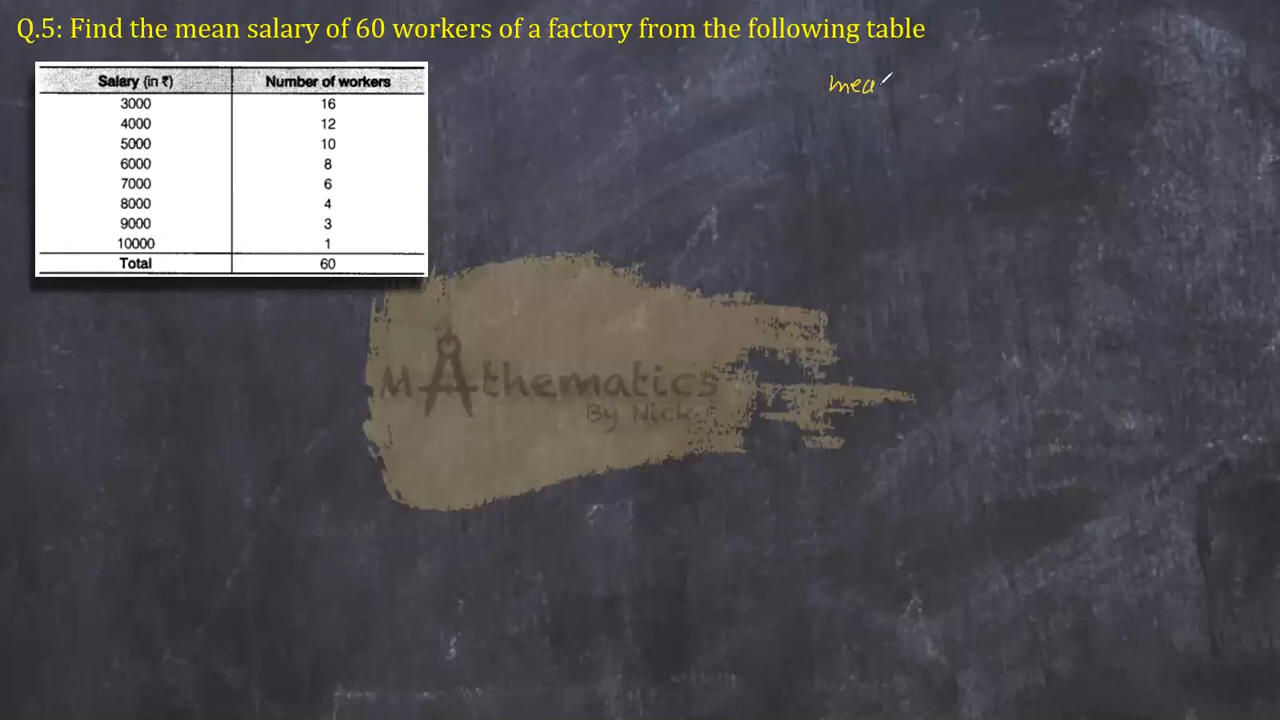 Q.5: Find the mean salary of 60 workers of a factory from the following table
mea
Salary (in ₹) Number of workers
3000 16
4000 12
5000 10
6000 8
7000 6
8000 4
9000 3
10000 1
Total 60
MAthematics
By Nick